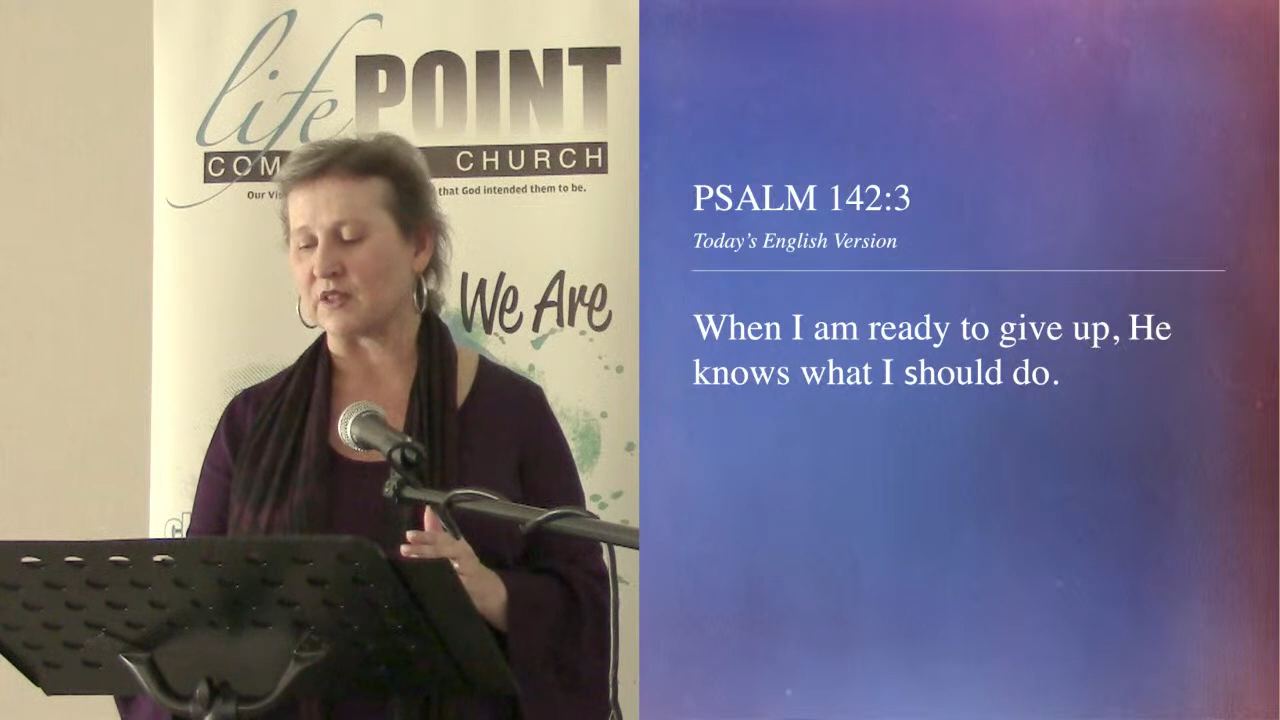 life POINT
COM CHURCH
Our Vis that God intended them to be.
We Are
PSALM 142:3
Today's English Version
When I am ready to give up, He
knows what I should do.